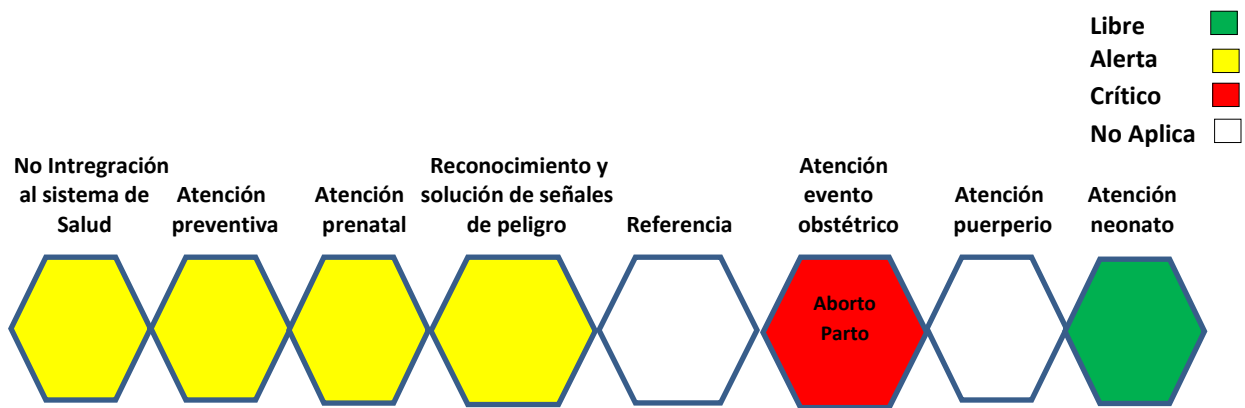 Libre
Alerta
Crítico
No Aplica
No Intregración
al sistema de
Salud
Atención
preventiva
Atención
prenatal
Reconocimiento y
solución de señales
de peligro
Referencia
Atención
evento
obstétrico
Atención
puerperio
Atención
neonato
Aborto
Parto